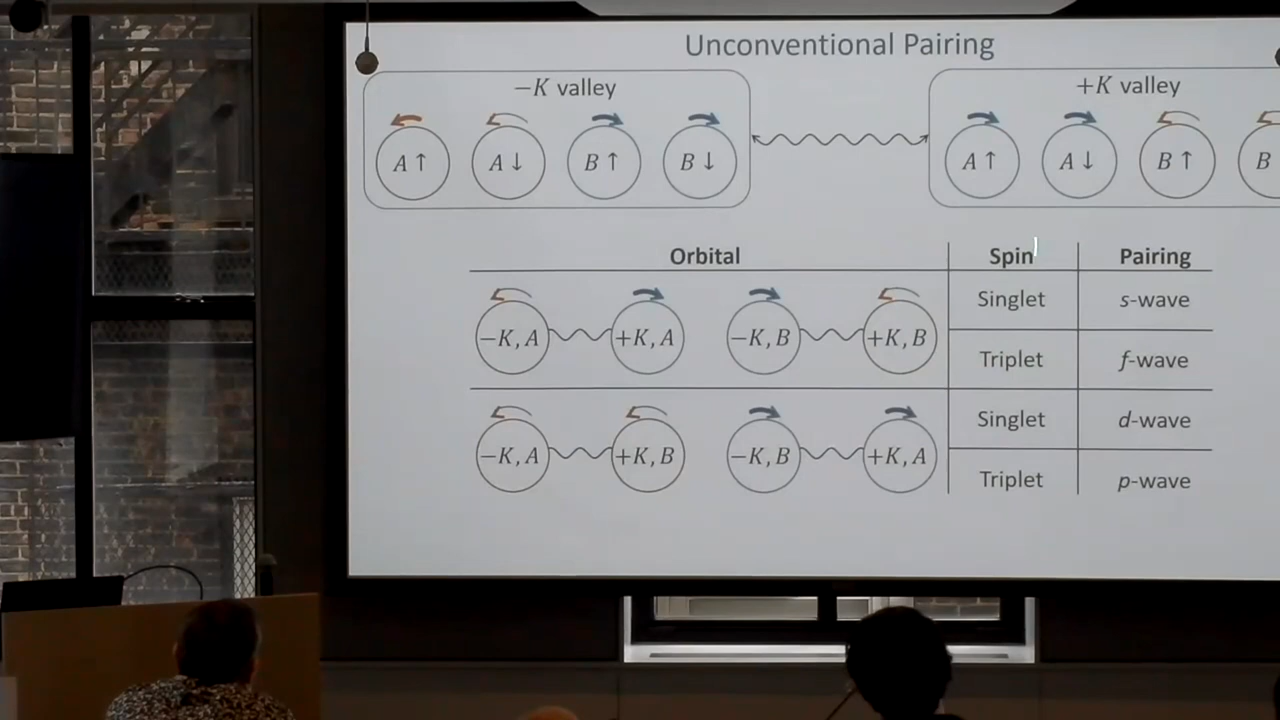 Unconventional Pairing
−K valley
+K valley
A ↑ A ↓ B ↑ B ↓
A ↑ A ↓ B ↑ B
Orbital Spin Pairing
−K, A +K, A −K, B +K, B
Singlet s-wave
Triplet f-wave
−K, A +K, B −K, B +K, A
Singlet d-wave
Triplet p-wave